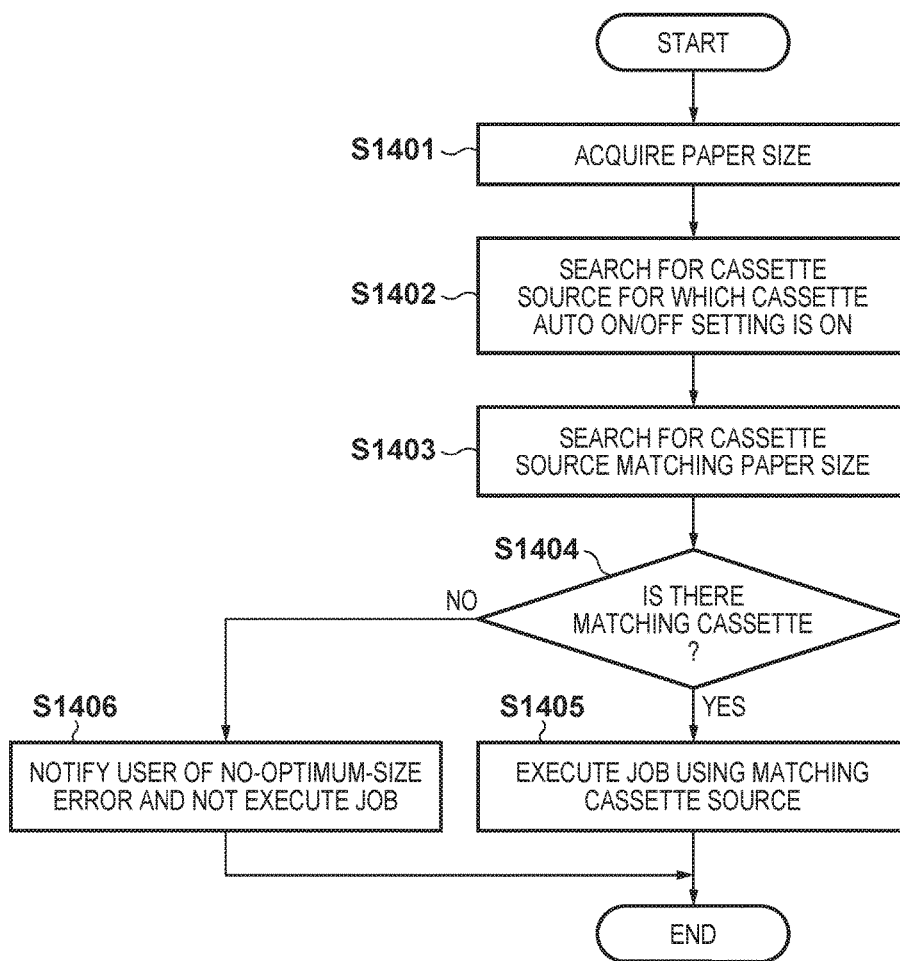 START
S1401
ACQUIRE PAPER SIZE
S1402
SEARCH FOR CASSETTE
SOURCE FOR WHICH CASSETTE
AUTO ON/OFF SETTING IS ON
S1403
SEARCH FOR CASSETTE
SOURCE MATCHING PAPER SIZE
S1404
IS THERE
MATCHING CASSETTE
?
NO
YES
S1406
NOTIFY USER OF NO-OPTIMUM-SIZE
ERROR AND NOT EXECUTE JOB
S1405
EXECUTE JOB USING MATCHING
CASSETTE SOURCE
END